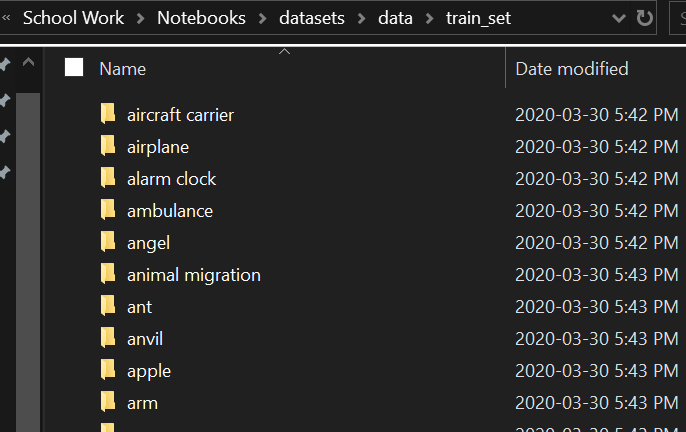 « School Work > Notebooks > datasets > data > train_set
Name Date modified
aircraft carrier 2020-03-30 5:42 PM
airplane 2020-03-30 5:42 PM
alarm clock 2020-03-30 5:42 PM
ambulance 2020-03-30 5:42 PM
angel 2020-03-30 5:42 PM
animal migration 2020-03-30 5:43 PM
ant 2020-03-30 5:43 PM
anvil 2020-03-30 5:43 PM
apple 2020-03-30 5:43 PM
arm 2020-03-30 5:43 PM